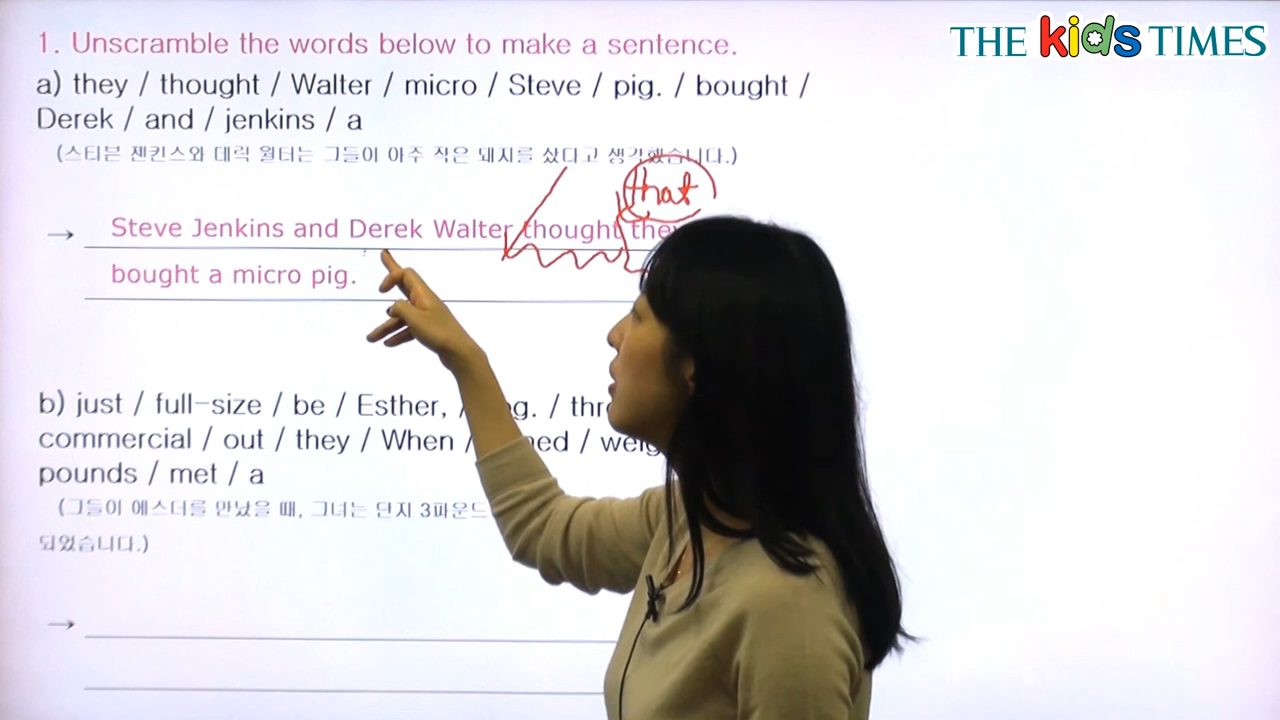 THE kids TIMES
1. Unscramble the words below to make a sentence.
a) they / thought / Walter / micro / Steve / pig. / bought /
Derek / and / jenkins / a
(스티븐 젠킨스와 데릭 월터는 그들이 아주 작은 돼지를 샀다고 생각했습니다.)
that
→ Steve Jenkins and Derek Walter thought the
bought a micro pig.
b) just / full-size / be / Esther, /
commercial / out / they / When /
pounds / met / a
(그들이 에스더를 만났을 때, 그녀는 단지 3파운드
되었습니다.)
→